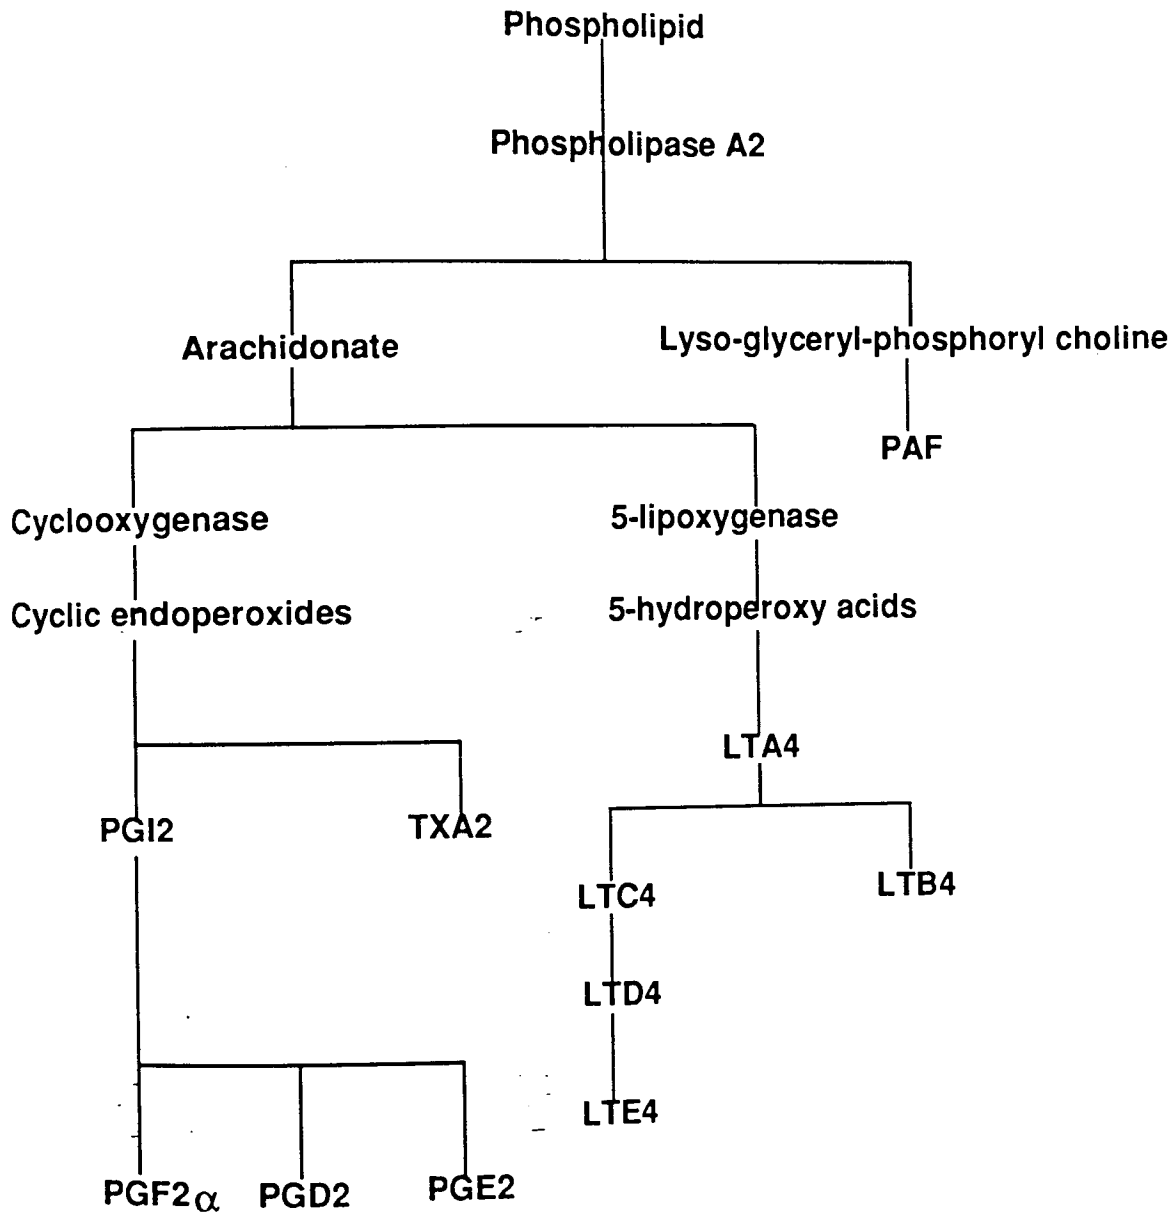 Phospholipid
Phospholipase A2
Arachidonate
Lyso-glyceryl-phosphoryl choline
PAF
Cyclooxygenase
5-lipoxygenase
Cyclic endoperoxides
5-hydroperoxy acids
LTA4
PGI2
TXA2
LTC4
LTB4
LTD4
LTE4
PGF2α
PGD2
PGE2